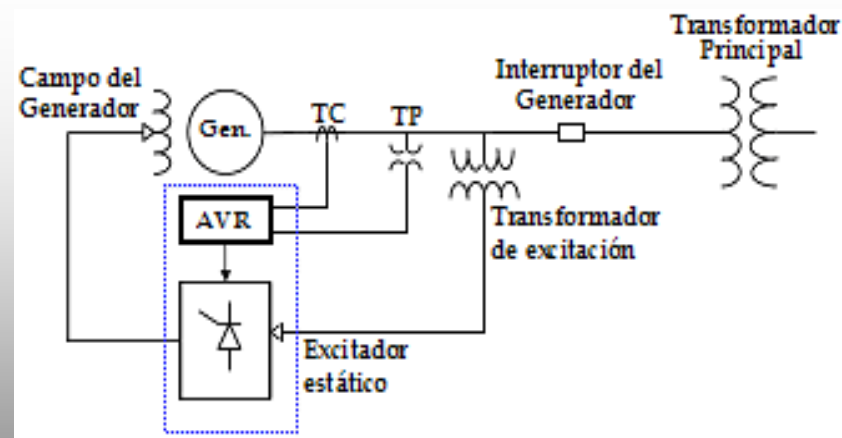 Transformador
Principal
Campo del
Generador
Interruptor del
Generador
Gen.
TC
TP
AVR
Transformador
de excitación
Excitador
estático